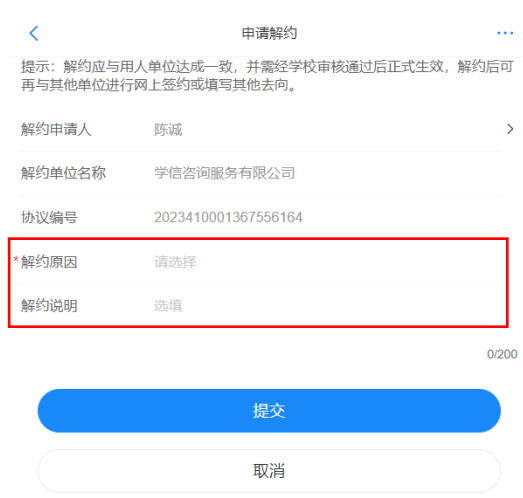 申请解约
提示：解约应与用人单位达成一致，并需经学校审核通过后正式生效，解约后可
再与其他单位进行网上签约或填写其他去向。
解约申请人 陈诚
解约单位名称 学信咨询服务有限公司
协议编号 2023410001367556164
*解约原因 请选择
解约说明 选填
0/200
提交
取消